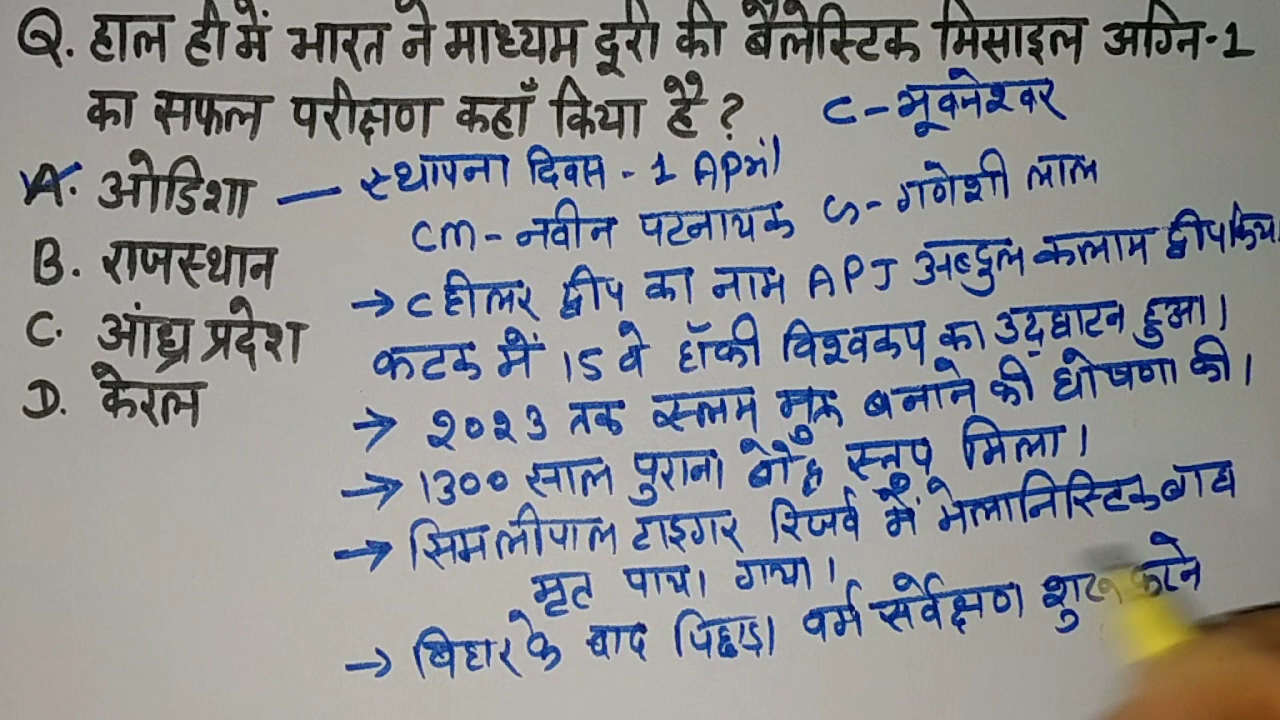 Q. हाल ही में भारत ने माध्यम दूरी की बैलेस्टिक मिसाइल अग्नि-1
का सफल परीक्षण कहाँ किया है?
C-भूवनेश्वर
A. ओडिशा — स्थापना दिवस - 1 April
CM-नवीन पटनायक G-गणेशी लाल
B. राजस्थान
→ व्हीलर द्वीप का नाम APJ अब्दुल कलाम द्वीप किया
C. आंध्र प्रदेश
कटक में 15 वे हॉकी विश्वकप का उद्घाटन हुआ।
D. केरल
→ 2023 तक स्लम मुक्त बनाने की घोषणा की।
→ 1300 साल पुराना बौद्ध स्तूप मिला।
→ सिमलीपाल टाइगर रिजर्व में मेलानिस्टिक बाघ
मृत पाया गया।
→ बिहार के बाद पिछड़ा वर्ग सर्वेक्षण शुरू करने